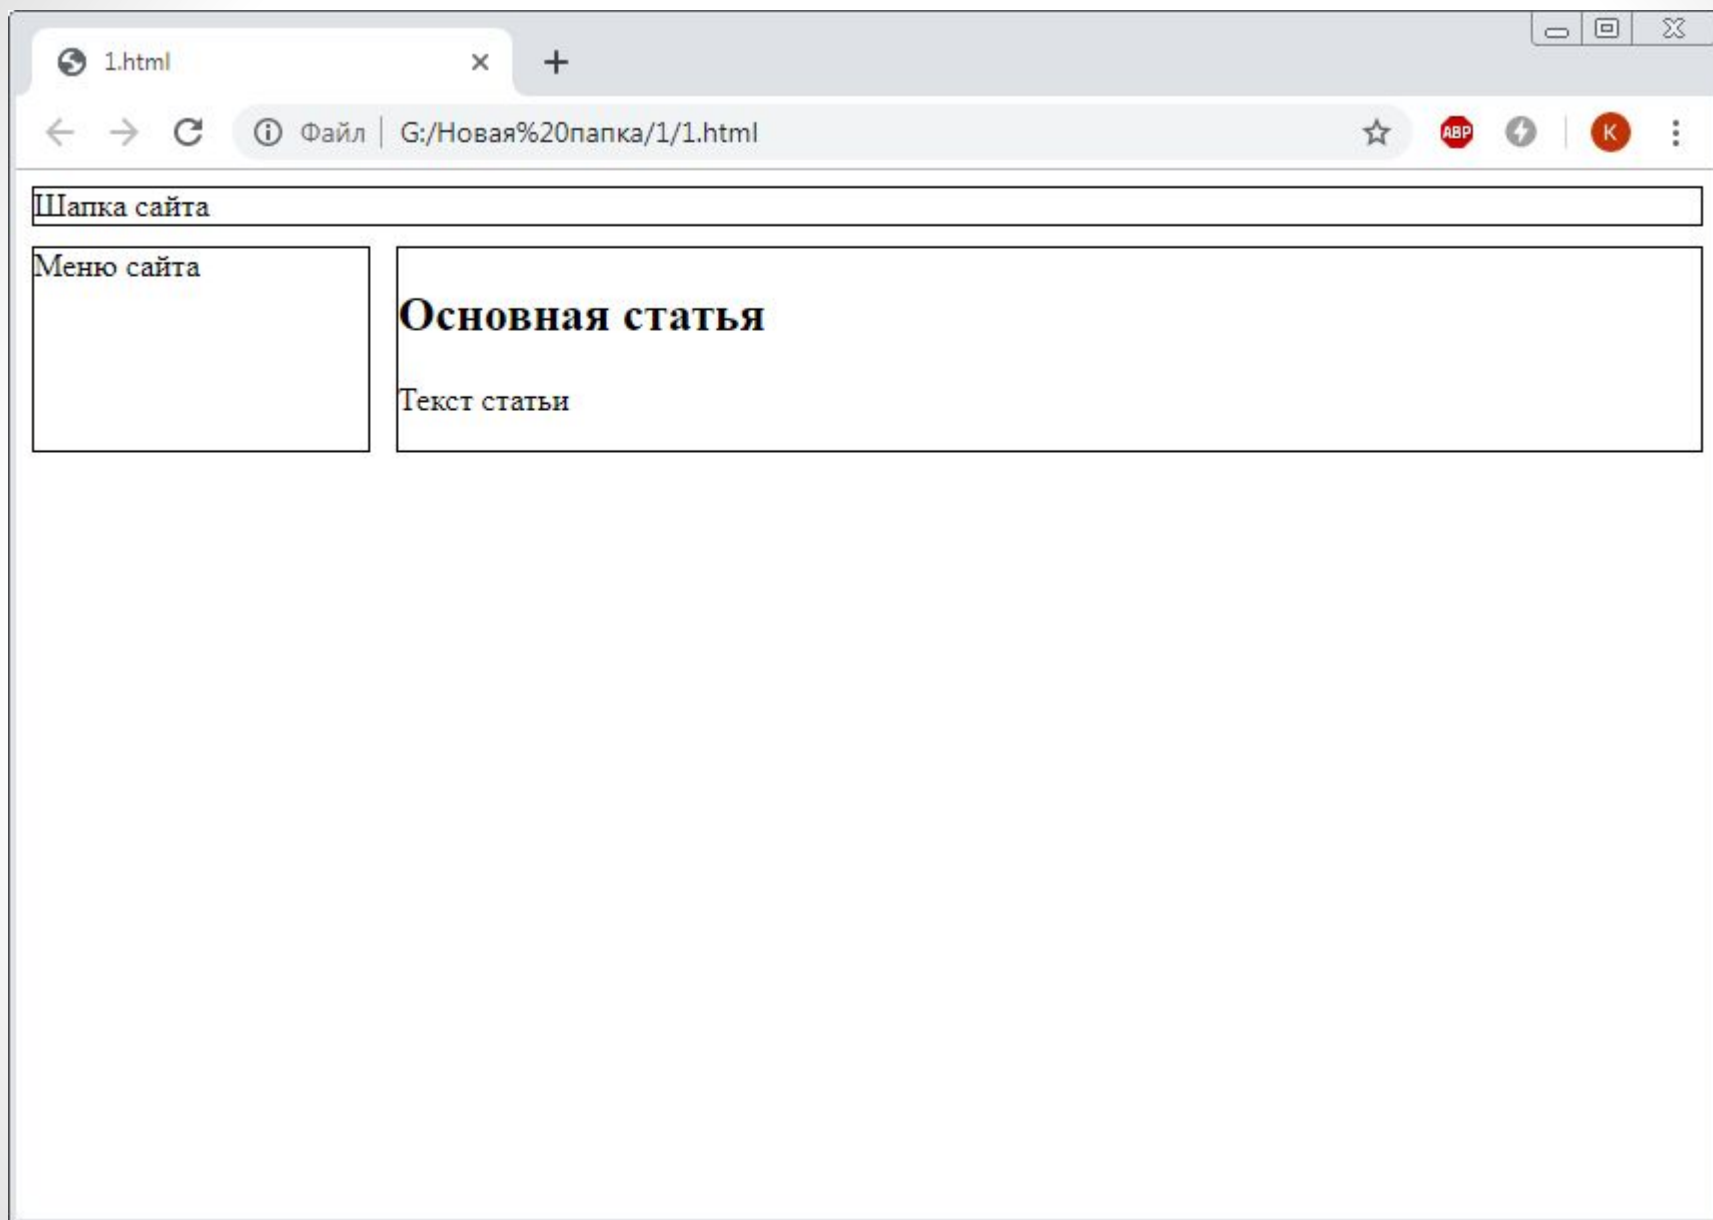 1.html
Файл G:/Новая%20папка/1/1.html ABP K
Шапка сайта
Меню сайта
Основная статья
Текст статьи